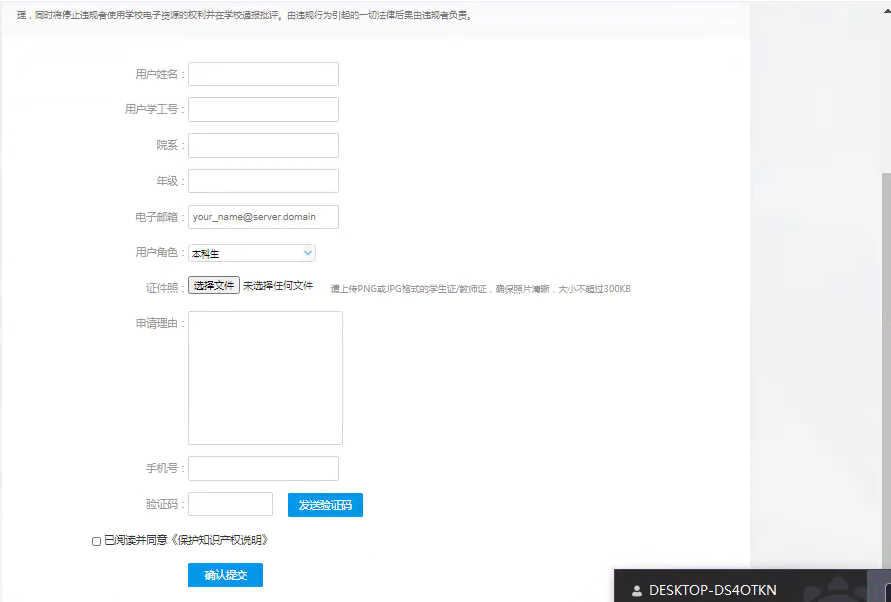 理，同时将停止违规者使用学校电子资源的权利并在学校通报批评。由违规行为引起的一切法律后果由违规者负责。
用户姓名：
用户学工号：
院系：
年级：
电子邮箱： your_name@server.domain
用户角色： 本科生
证件照： 选择文件 未选择任何文件 请上传PNG或JPG格式的学生证/教师证，确保照片清晰，大小不超过300KB
申请理由：
手机号：
验证码： 发送验证码
已阅读并同意《保护知识产权说明》
确认提交
DESKTOP-DS4OTKN